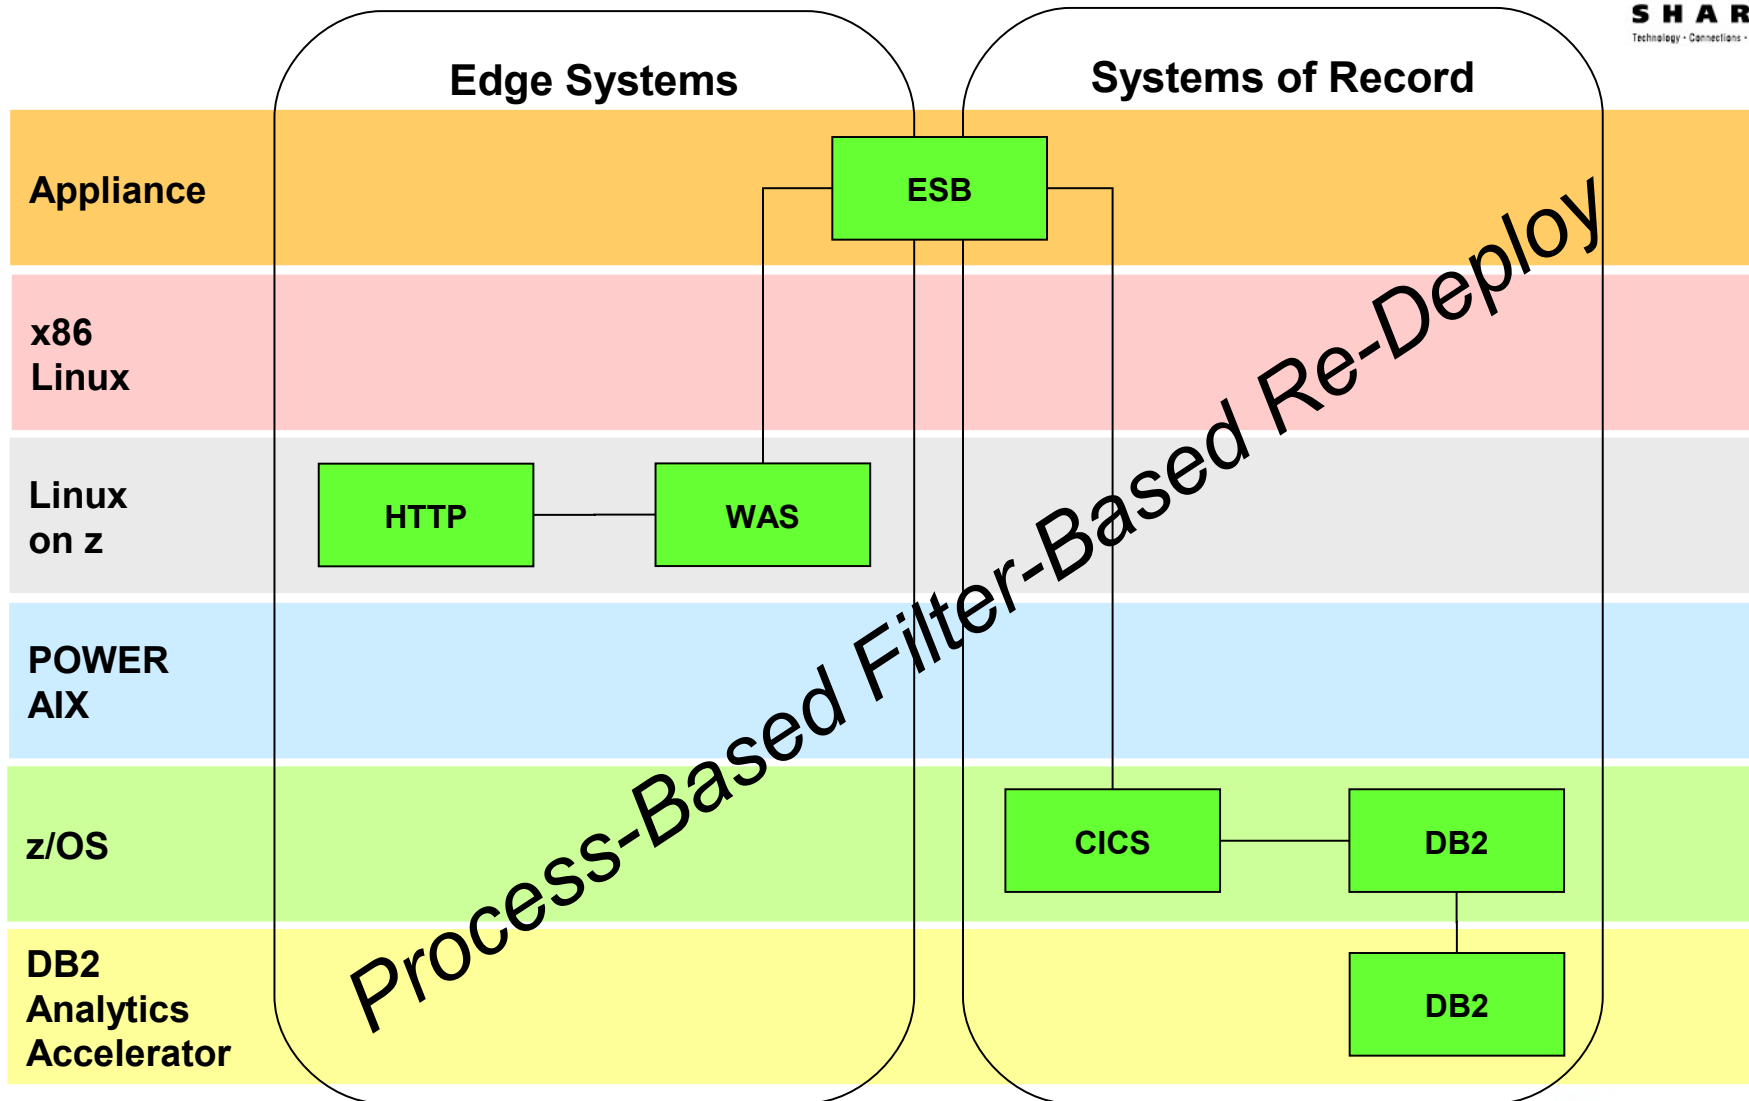 S H A R
Technology · Connections ·
Edge Systems
Systems of Record
Appliance
ESB
x86
Linux
Linux
on z
HTTP
WAS
POWER
AIX
z/OS
CICS
DB2
DB2
Analytics
Accelerator
DB2
Process-Based Filter-Based Re-Deploy